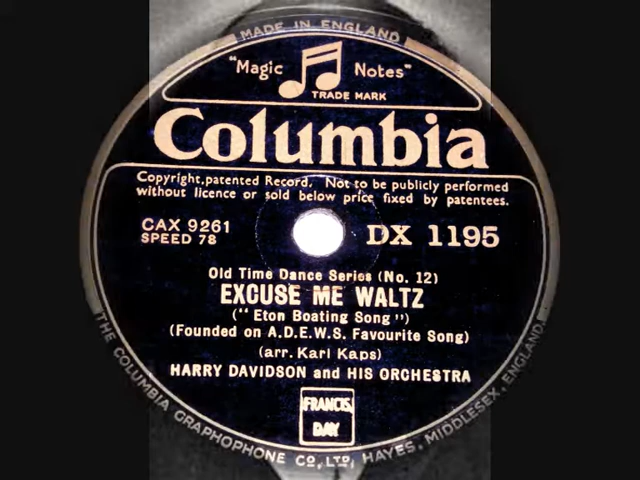 MADE IN ENGLAND
"Magic Notes"
TRADE MARK
Columbia
Copyright, patented Record. Not to be publicly performed
without licence or sold below price fixed by patentees.
CAX 9261
SPEED 78
DX 1195
Old Time Dance Series (No. 12)
EXCUSE ME WALTZ
("Eton Boating Song")
(Founded on A.D.E.W.S. Favourite Song)
(arr. Karl Kaps)
HARRY DAVIDSON and HIS ORCHESTRA
FRANCIS,
DAY
THE COLUMBIA GRAPHOPHONE CO., LTD., HAYES, MIDDLESEX, ENGLAND